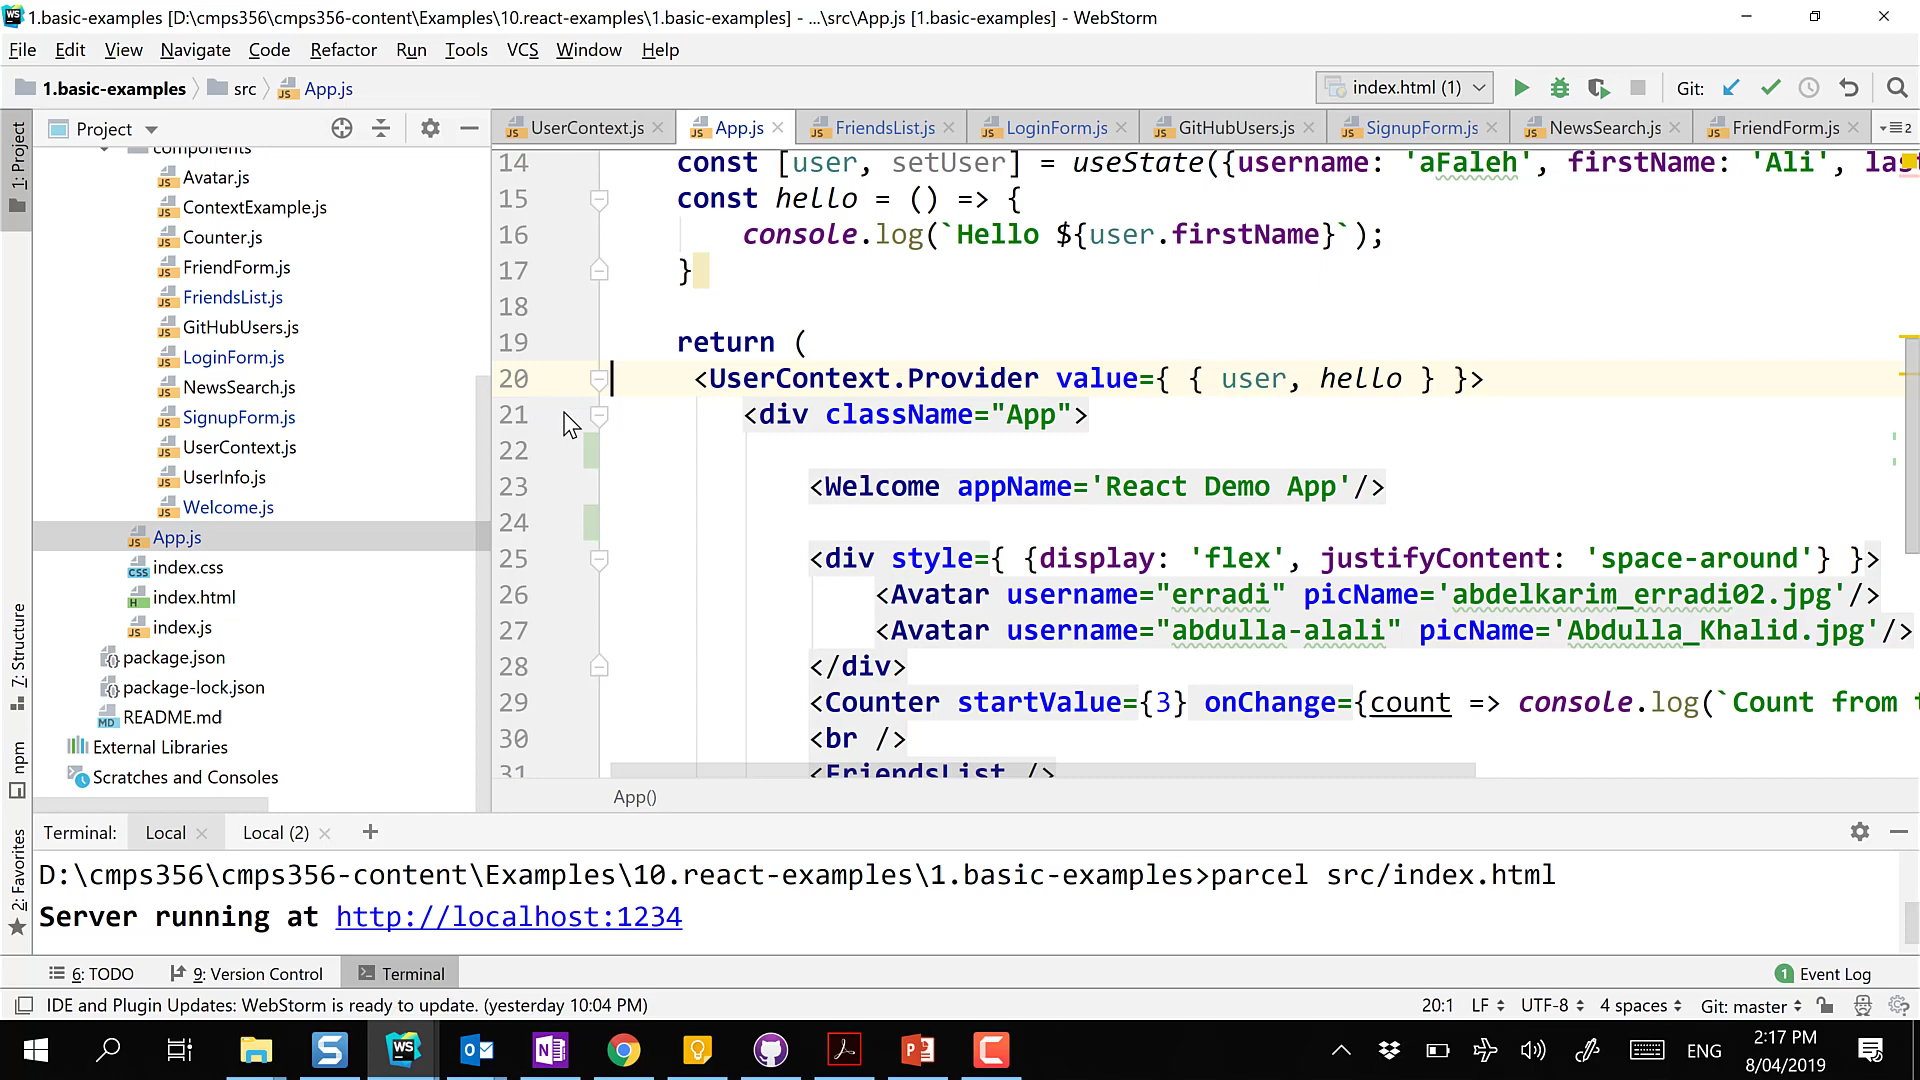 1.basic-examples [D:\cmps356\cmps356-content\Examples\10.react-examples\1.basic-examples] - ...\src\App.js [1.basic-examples] - WebStorm
File Edit View Navigate Code Refactor Run Tools VCS Window Help
1.basic-examples src App.js index.html (1) Git:
1: Project
Project
UserContext.js App.js FriendsList.js LoginForm.js GitHubUsers.js SignupForm.js NewsSearch.js FriendForm.js 2
components
Avatar.js
ContextExample.js
Counter.js
FriendForm.js
FriendsList.js
GitHubUsers.js
LoginForm.js
NewsSearch.js
SignupForm.js
UserContext.js
UserInfo.js
Welcome.js
App.js
index.css
index.html
index.js
package.json
package-lock.json
README.md
External Libraries
Scratches and Consoles
7: Structure
npm
2: Favorites
14 const [user, setUser] = useState({username: 'aFaleh', firstName: 'Ali', las
15 const hello = () => {
16 console.log(`Hello ${user.firstName}`);
17 }
18
19 return (
20 <UserContext.Provider value={ { user, hello } }>
21 <div className="App">
22
23 <Welcome appName='React Demo App'/>
24
25 <div style={ {display: 'flex', justifyContent: 'space-around'} }>
26 <Avatar username="erradi" picName='abdelkarim_erradi02.jpg'/>
27 <Avatar username="abdulla-alali" picName='Abdulla_Khalid.jpg'/>
28 </div>
29 <Counter startValue={3} onChange={count => console.log(`Count from t
30 <br />
31 <FriendsList />
App()
Terminal: Local Local (2) +
D:\cmps356\cmps356-content\Examples\10.react-examples\1.basic-examples>parcel src/index.html
Server running at http://localhost:1234
6: TODO 9: Version Control Terminal 1 Event Log
IDE and Plugin Updates: WebStorm is ready to update. (yesterday 10:04 PM) 20:1 LF UTF-8 4 spaces Git: master
ENG 2:17 PM
8/04/2019